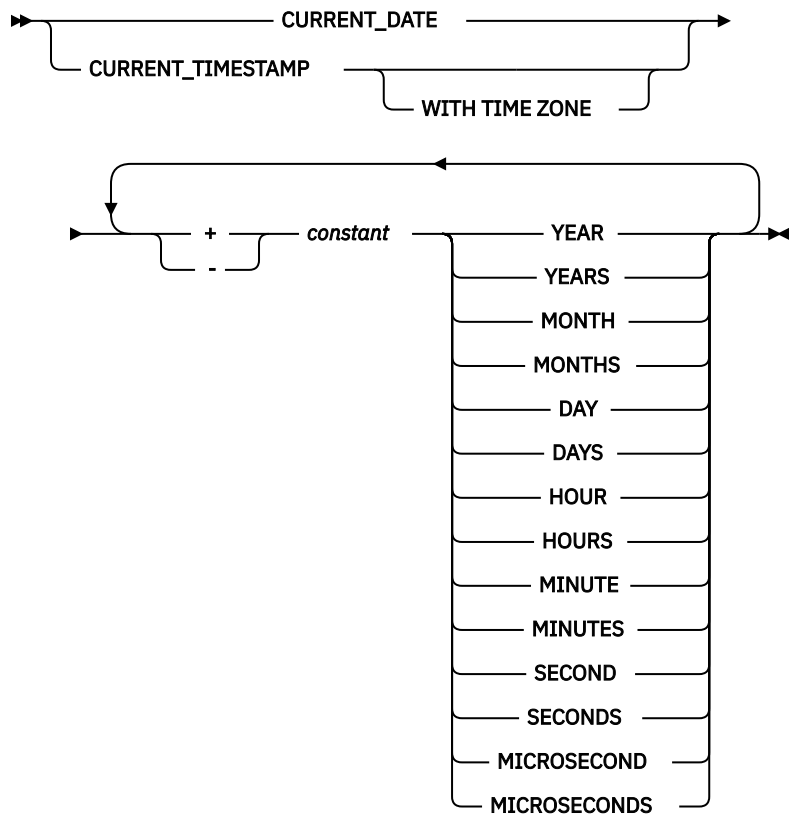 CURRENT_DATE
CURRENT_TIMESTAMP
WITH TIME ZONE
+ constant YEAR
-
YEARS
MONTH
MONTHS
DAY
DAYS
HOUR
HOURS
MINUTE
MINUTES
SECOND
SECONDS
MICROSECOND
MICROSECONDS